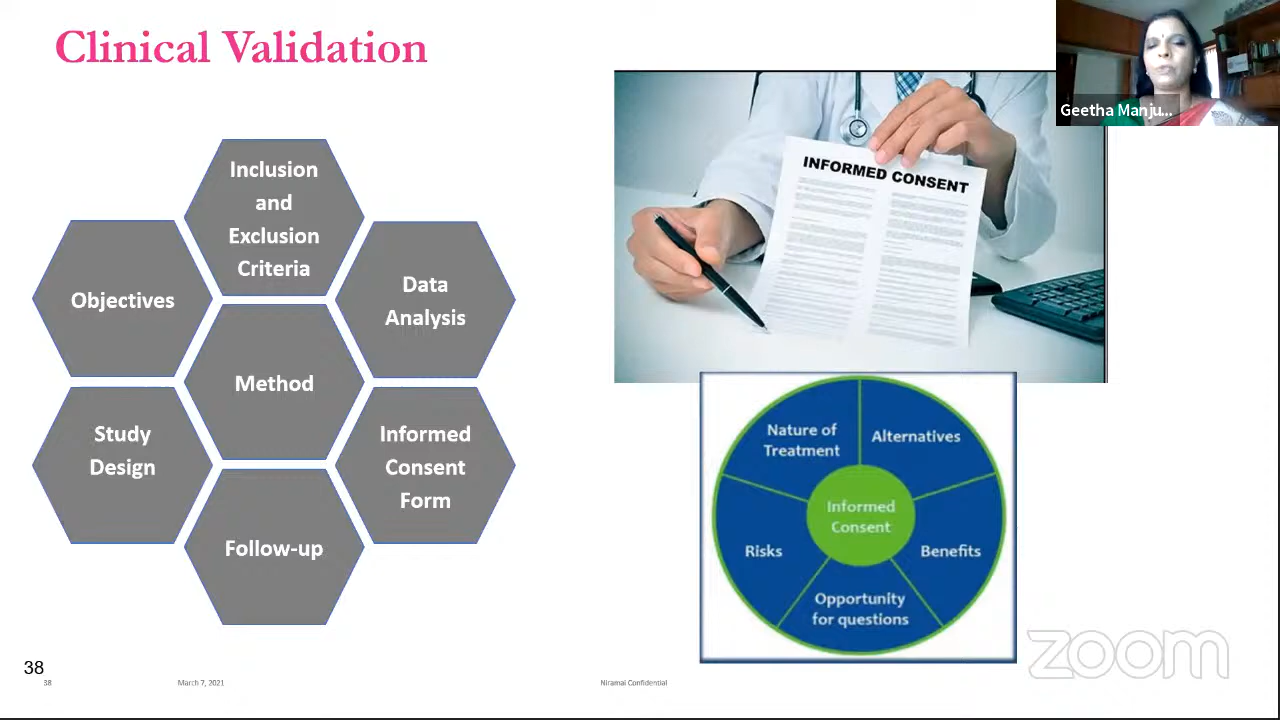 Clinical Validation
Geetha Manju...
Inclusion
and
Exclusion
Criteria
Objectives
Data
Analysis
Method
Study
Design
Informed
Consent
Form
Follow-up
INFORMED CONSENT
Nature of
Treatment
Alternatives
Informed
Consent
Risks
Benefits
Opportunity
for questions
zoom
38
38
March 7, 2021
Niramai Confidential